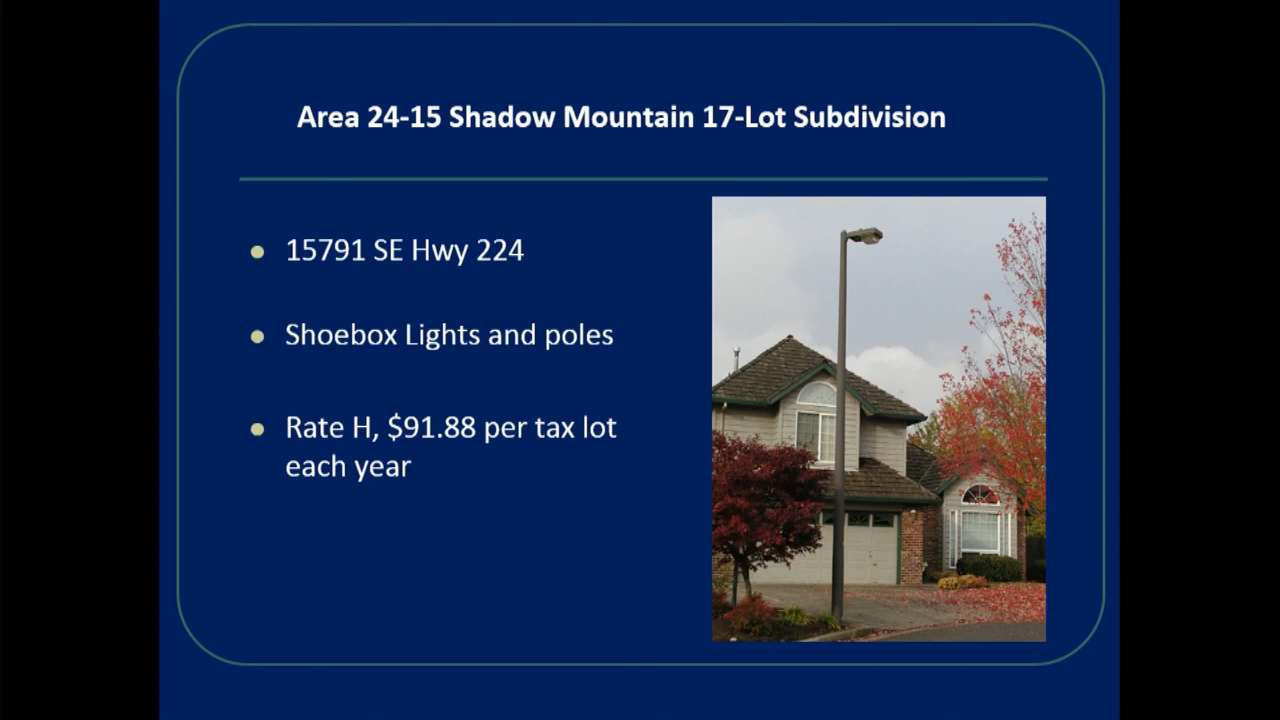 Area 24-15 Shadow Mountain 17-Lot Subdivision
15791 SE Hwy 224
Shoebox Lights and poles
Rate H, $91.88 per tax lot
each year